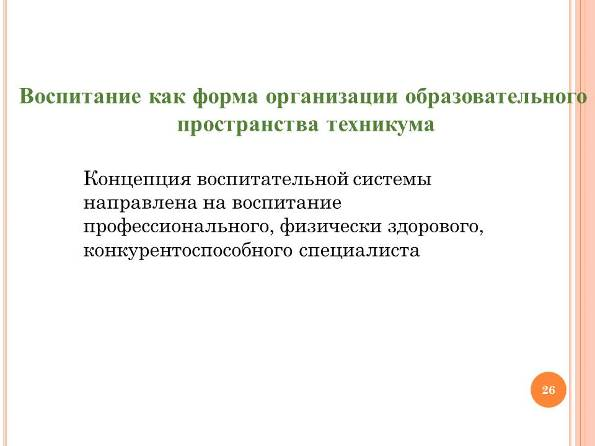 Воспитание как форма организации образовательного
пространства техникума
Концепция воспитательной системы
направлена на воспитание
профессионального, физически здорового,
конкурентоспособного специалиста
26